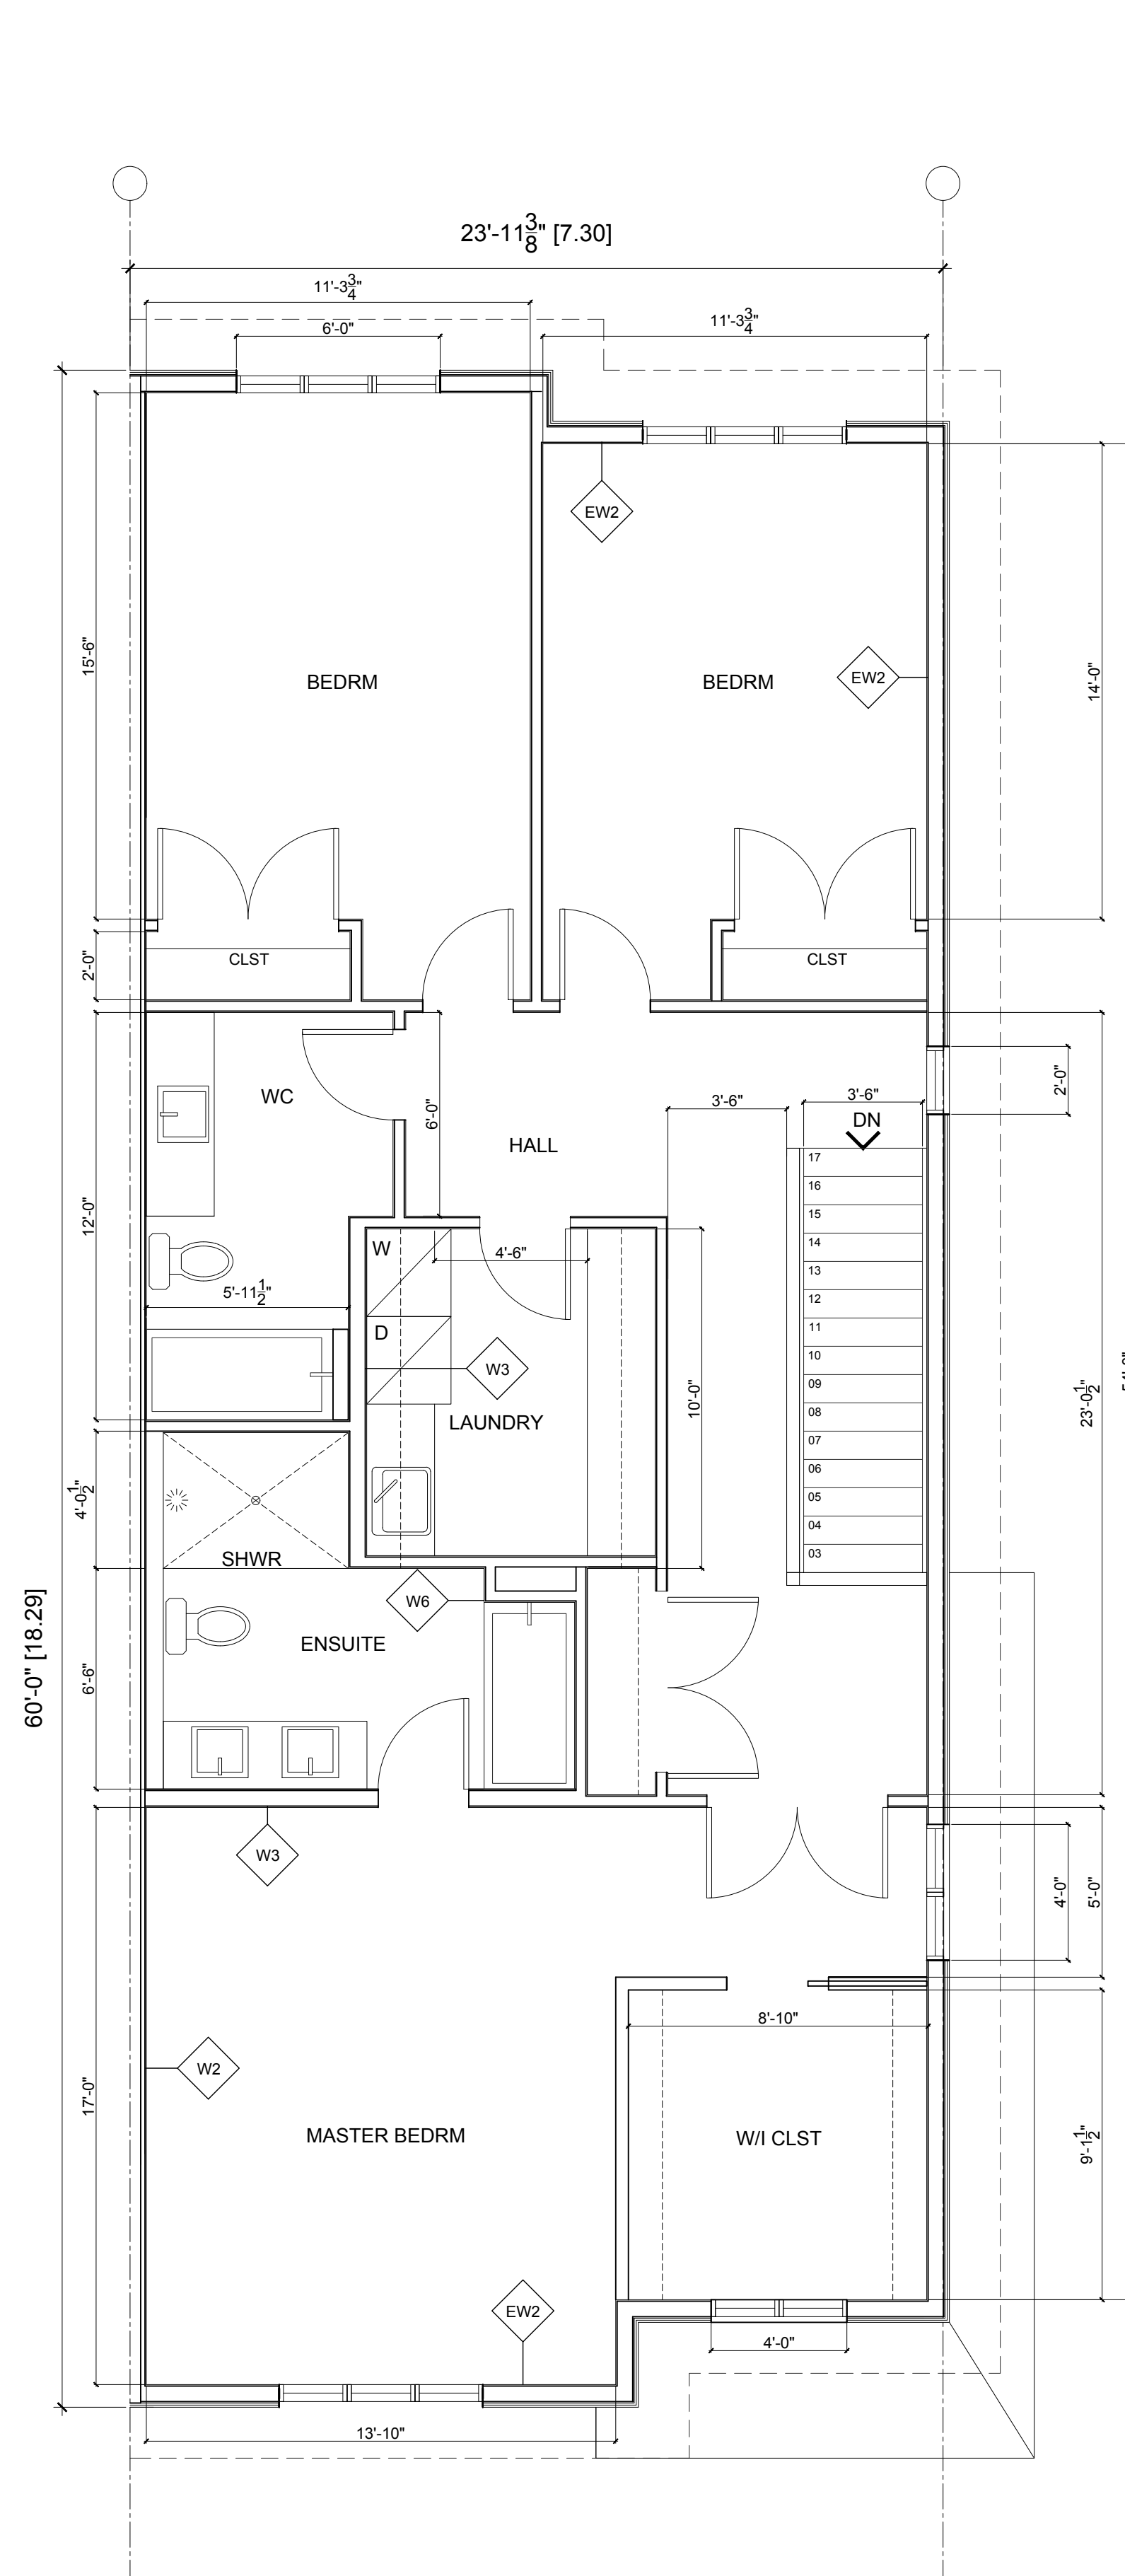 23'-11 3/8" [7.30]
11'-3 3/4"
6'-0"
11'-3 3/4"
EW2
15'-6"
BEDRM
BEDRM
EW2
14'-0"
CLST
CLST
2'-0"
WC
3'-6"
3'-6"
2'-0"
6'-0"
DN
HALL
17
16
15
14
13
12
11
10
09
08
07
06
05
04
03
12'-0"
W
4'-6"
5'-11 1/2"
D
W3
LAUNDRY
10'-0"
23'-0 1/2"
4'-0 1/2"
SHWR
W6
ENSUITE
60'-0" [18.29]
6'-6"
W3
4'-0"
5'-0"
8'-10"
W2
17'-0"
MASTER BEDRM
W/I CLST
9'-1 1/2"
EW2
4'-0"
13'-10"